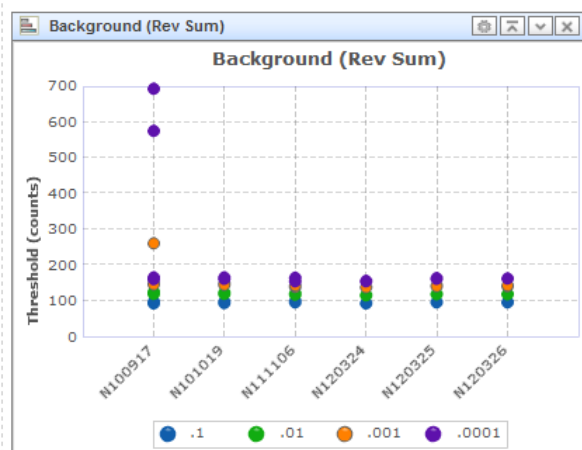 Background (Rev Sum)
Background (Rev Sum)
Threshold (counts)
700
600
500
400
300
200
100
0
N100917
N101019
N111106
N120324
N120325
N120326
.1 .01 .001 .0001